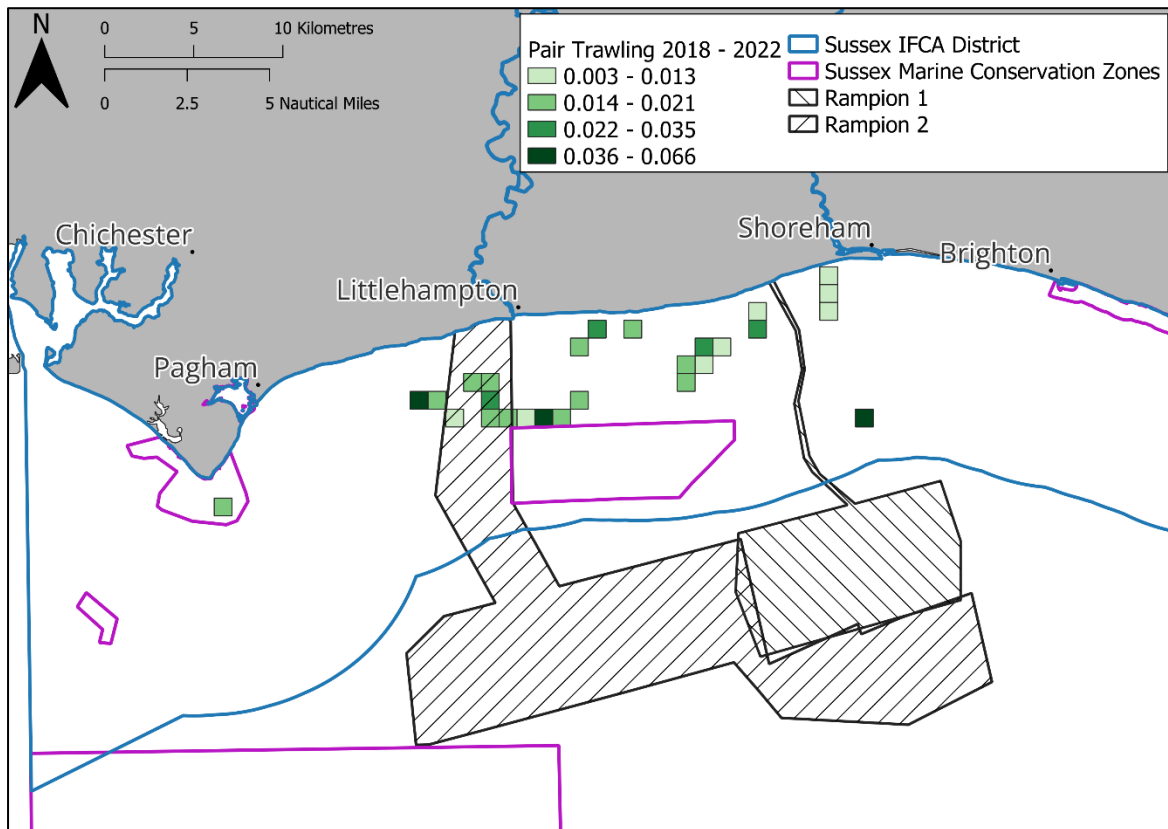 N
0 5 10 Kilometres
0 2.5 5 Nautical Miles
Pair Trawling 2018 - 2022
0.003 - 0.013
0.014 - 0.021
0.022 - 0.035
0.036 - 0.066
Sussex IFCA District
Sussex Marine Conservation Zones
Rampion 1
Rampion 2
Chichester
Shoreham
Brighton
Littlehampton
Pagham